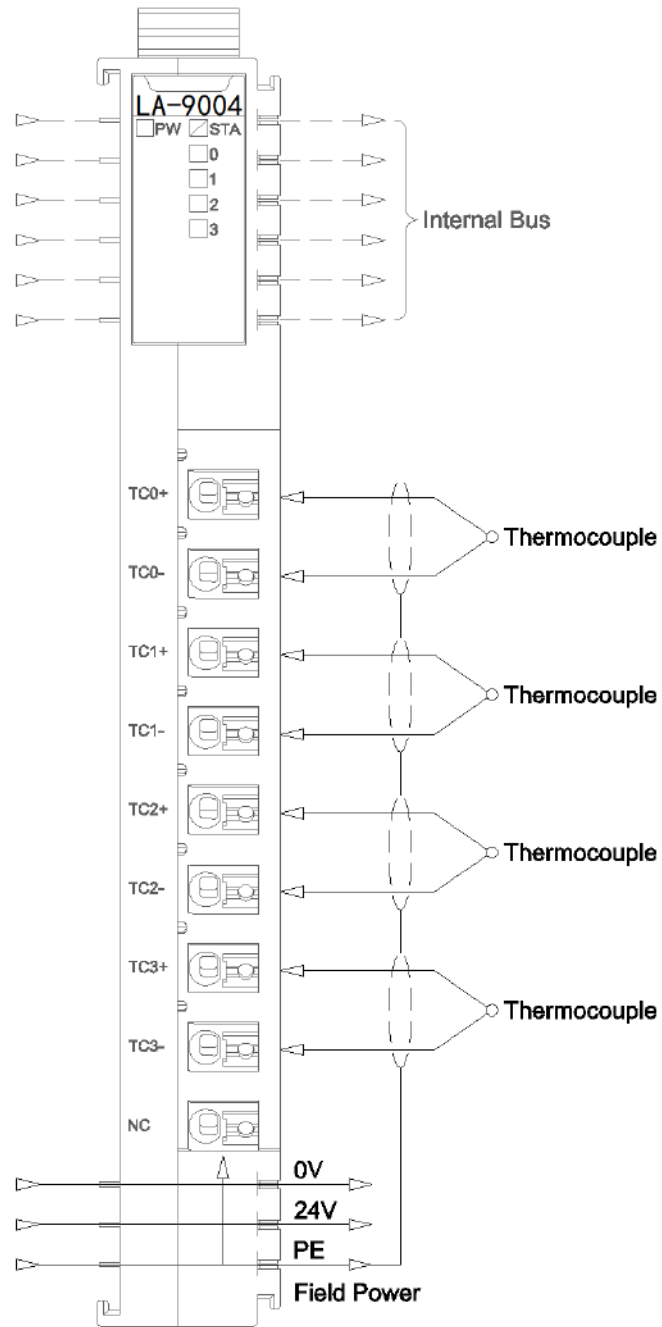 LA-9004
PW STA
0
1
2
3
Internal Bus
TC0+
Thermocouple
TC0-
TC1+
Thermocouple
TC1-
TC2+
Thermocouple
TC2-
TC3+
Thermocouple
TC3-
NC
0V
24V
PE
Field Power